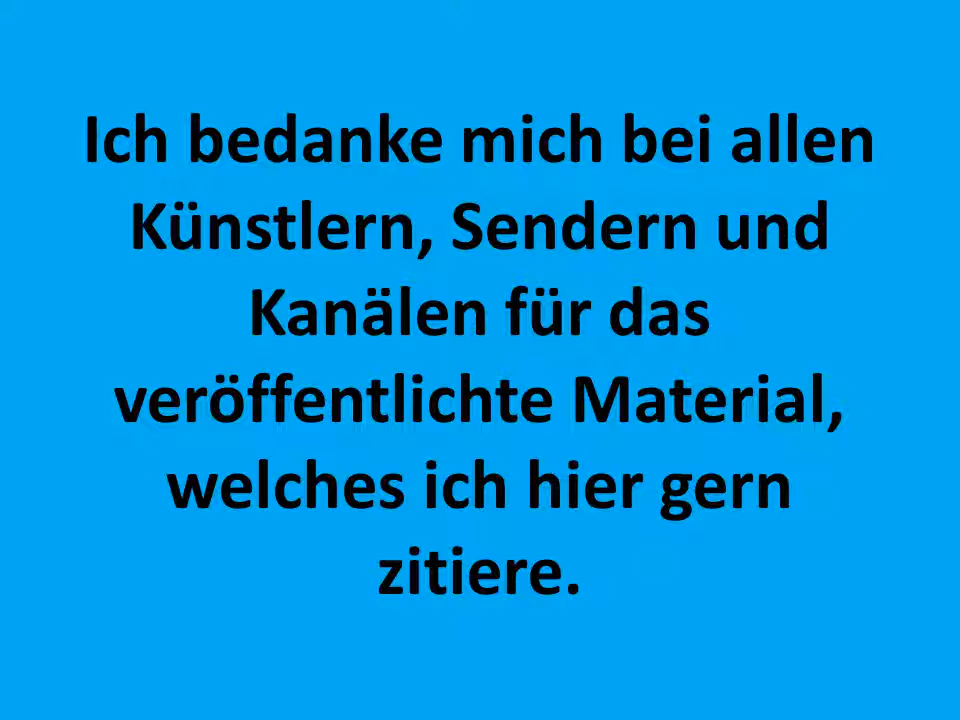 Ich bedanke mich bei allen
Künstlern, Sendern und
Kanälen für das
veröffentlichte Material,
welches ich hier gern
zitiere.